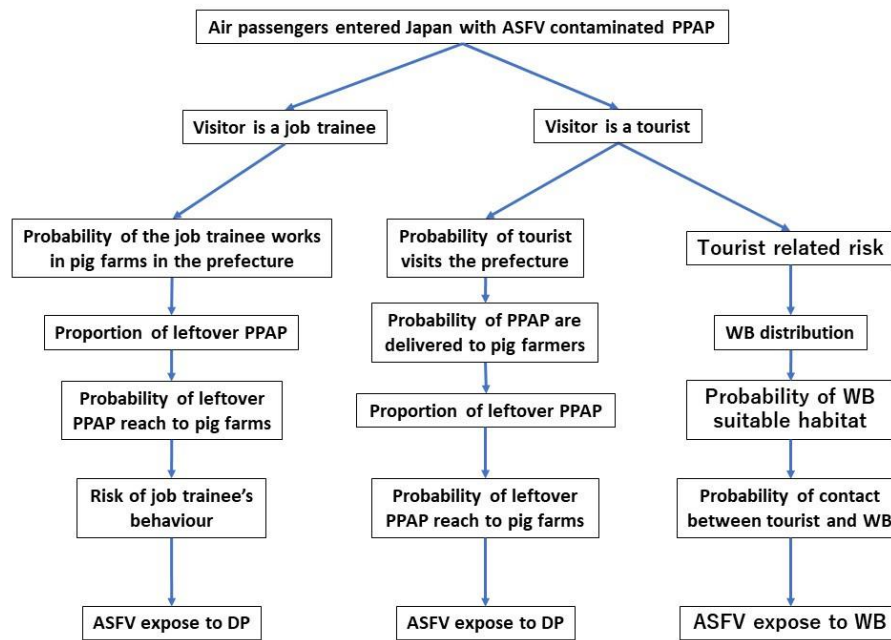 Air passengers entered Japan with ASFV contaminated PPAP
Visitor is a job trainee
Visitor is a tourist
Probability of the job trainee works
in pig farms in the prefecture
Probability of tourist
visits the prefecture
Tourist related risk
Proportion of leftover PPAP
Probability of PPAP are
delivered to pig farmers
WB distribution
Probability of leftover
PPAP reach to pig farms
Proportion of leftover PPAP
Probability of WB
suitable habitat
Risk of job trainee's
behaviour
Probability of leftover
PPAP reach to pig farms
Probability of contact
between tourist and WB
ASFV expose to DP
ASFV expose to DP
ASFV expose to WB